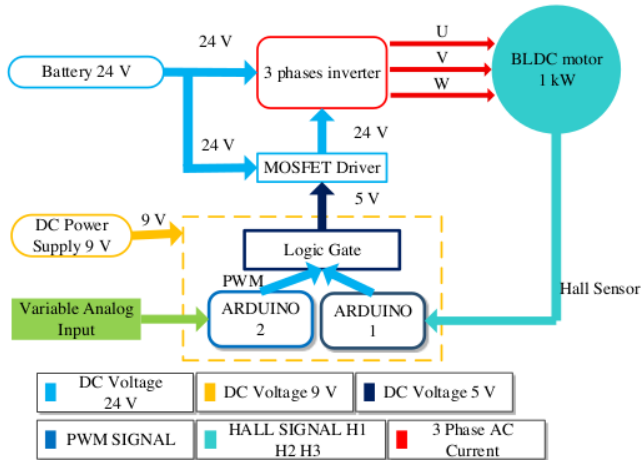 24 V
U
Battery 24 V
3 phases inverter
V
BLDC motor
1 kW
W
24 V
24 V
MOSFET Driver
5 V
DC Power
Supply 9 V
9 V
Logic Gate
PWM
Hall Sensor
Variable Analog
Input
ARDUINO
2
ARDUINO
1
DC Voltage
24 V
DC Voltage 9 V
DC Voltage 5 V
PWM SIGNAL
HALL SIGNAL H1
H2 H3
3 Phase AC
Current